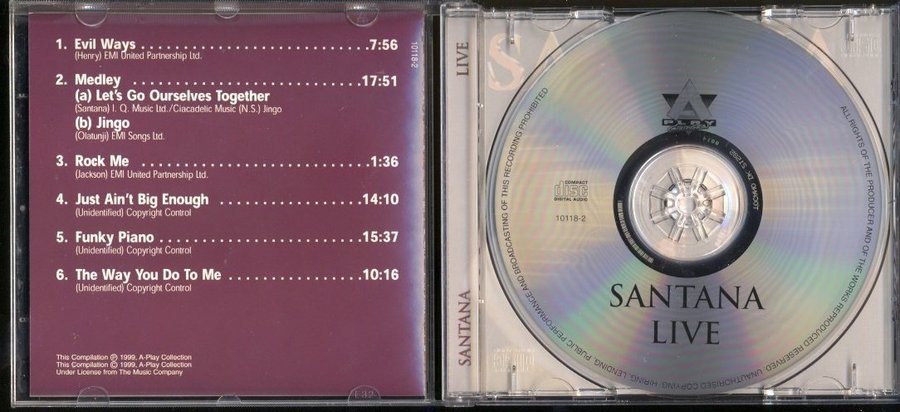 1. Evil Ways ................................. 7:56
(Henry) EMI United Partnership Ltd.
2. Medley ................................. 17:51
(a) Let's Go Ourselves Together
(Santana) I. Q. Music Ltd./Ciacadelic Music (N.S.) Jingo
(b) Jingo
(Olatunji) EMI Songs Ltd.
3. Rock Me ................................. 1:36
(Jackson) EMI United Partnership Ltd.
4. Just Ain't Big Enough ................... 14:10
(Unidentified) Copyright Control
5. Funky Piano ............................. 15:37
(Unidentified) Copyright Control
6. The Way You Do To Me .................... 10:16
(Unidentified) Copyright Control
This Compilation ℗ 1999, A-Play Collection
This Compilation © 1999, A-Play Collection
Under License from The Music Company
10118-2
LIVE
SANTANA
SA
A
PLAY
COMPACT
disc
DIGITAL AUDIO
10118-2
SANTANA
LIVE
ALL RIGHTS OF THE PRODUCER AND OF THE WORKS REPRODUCED RESERVED. UNAUTHORISED COPYING, HIRING, LENDING, PUBLIC PERFORMANCE AND BROADCASTING OF THIS RECORDING PROHIBITED